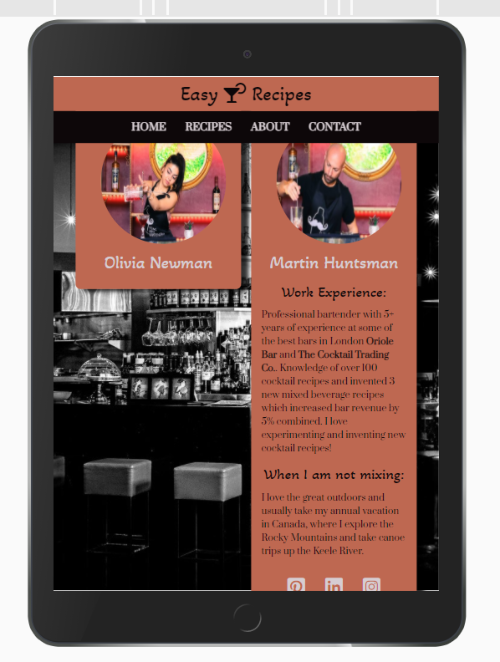 Easy Recipes
HOME RECIPES ABOUT CONTACT
Olivia Newman
Martin Huntsman
Work Experience:
Professional bartender with 5+
years of experience at some of
the best bars in London Oriole
Bar and The Cocktail Trading
Co.. Knowledge of over 100
cocktail recipes and invented 3
new mixed beverage recipes
which increased bar revenue by
5% combined. I love
experimenting and inventing new
cocktail recipes!
When I am not mixing:
I love the great outdoors and
usually take my annual vacation
in Canada, where I explore the
Rocky Mountains and take canoe
trips up the Keele River.